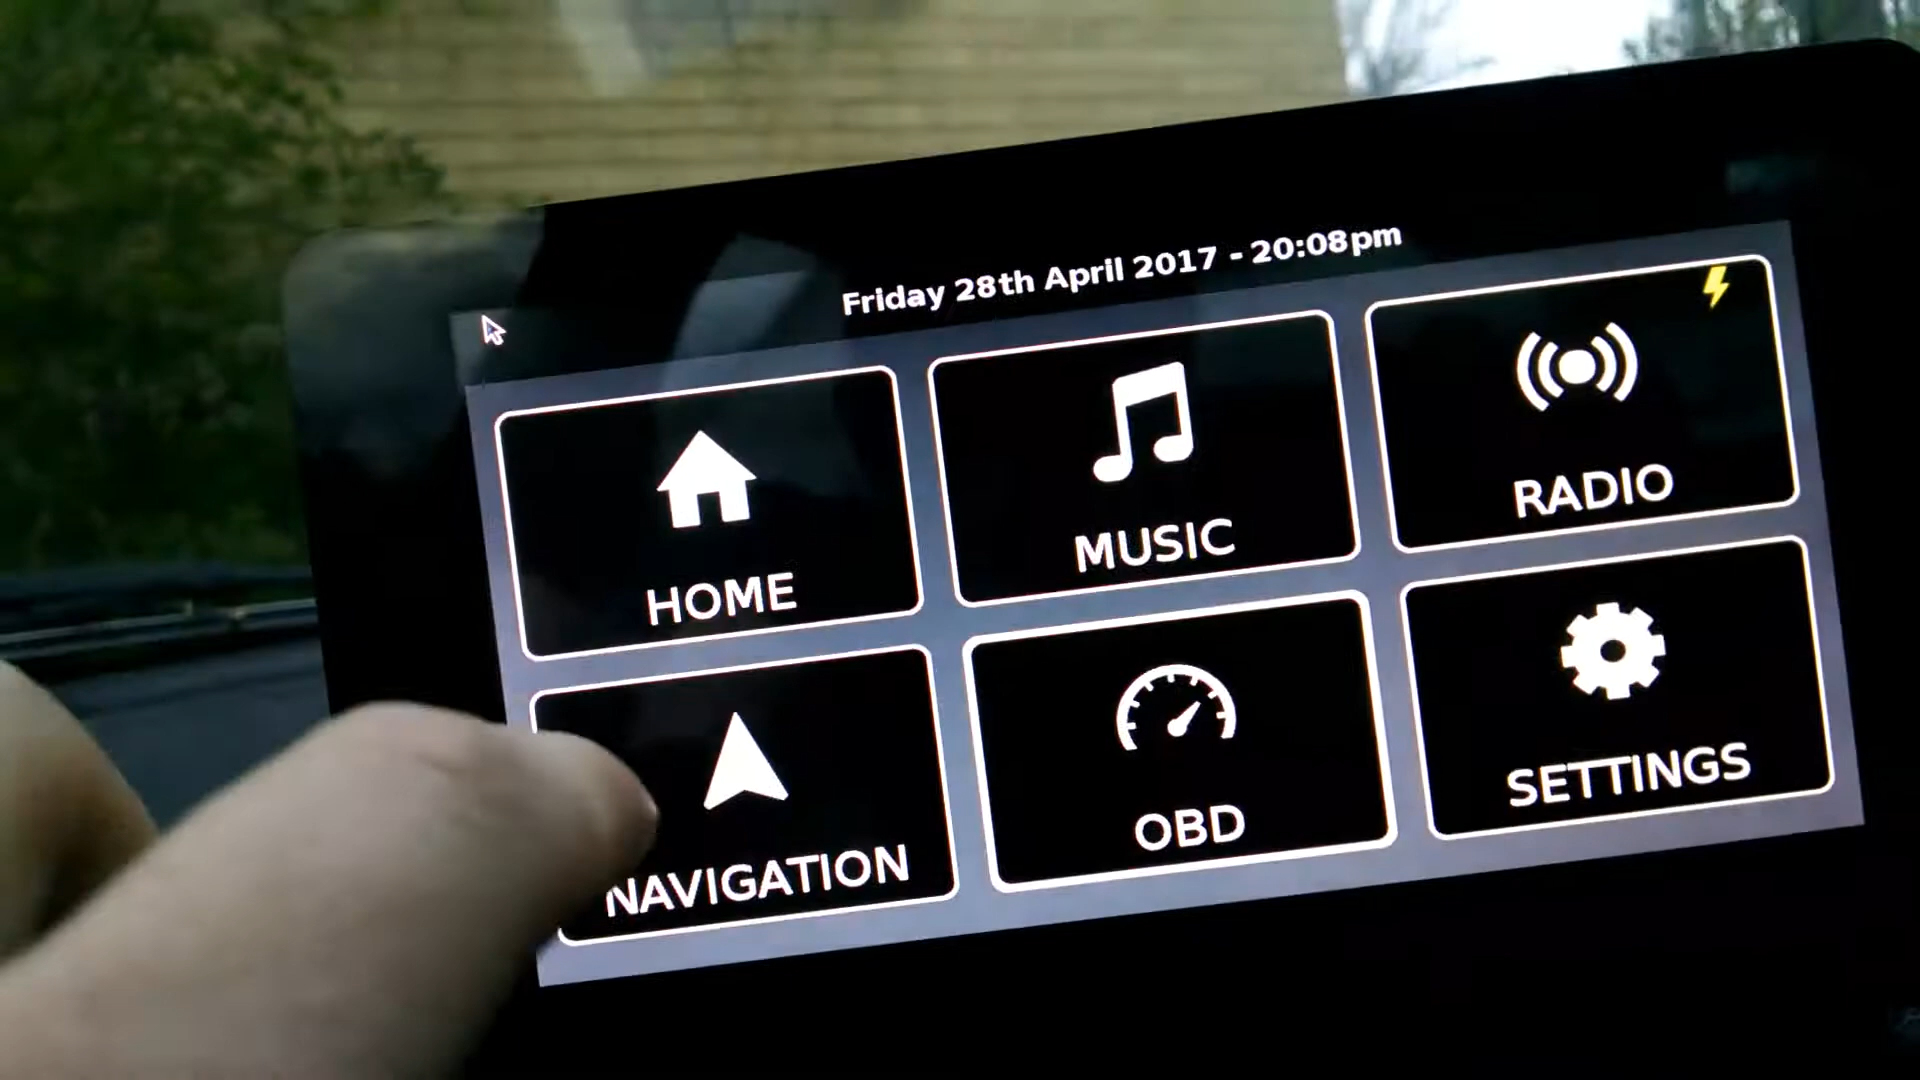 Friday 28th April 2017 - 20:08pm
HOME
MUSIC
RADIO
NAVIGATION
OBD
SETTINGS